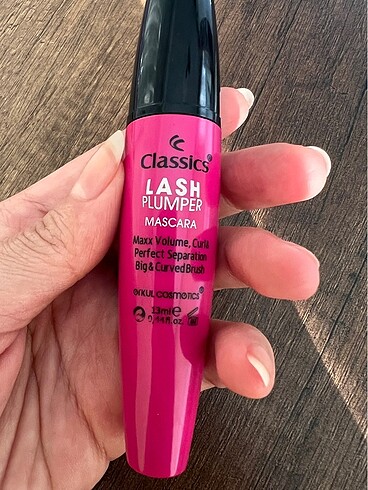 Classics®
LASH
PLUMPER
MASCARA
Maxx Volume, Curl &
Perfect Separation
Big & Curved Brush
erkul cosmetics®
13ml e
0.44 fl.oz.